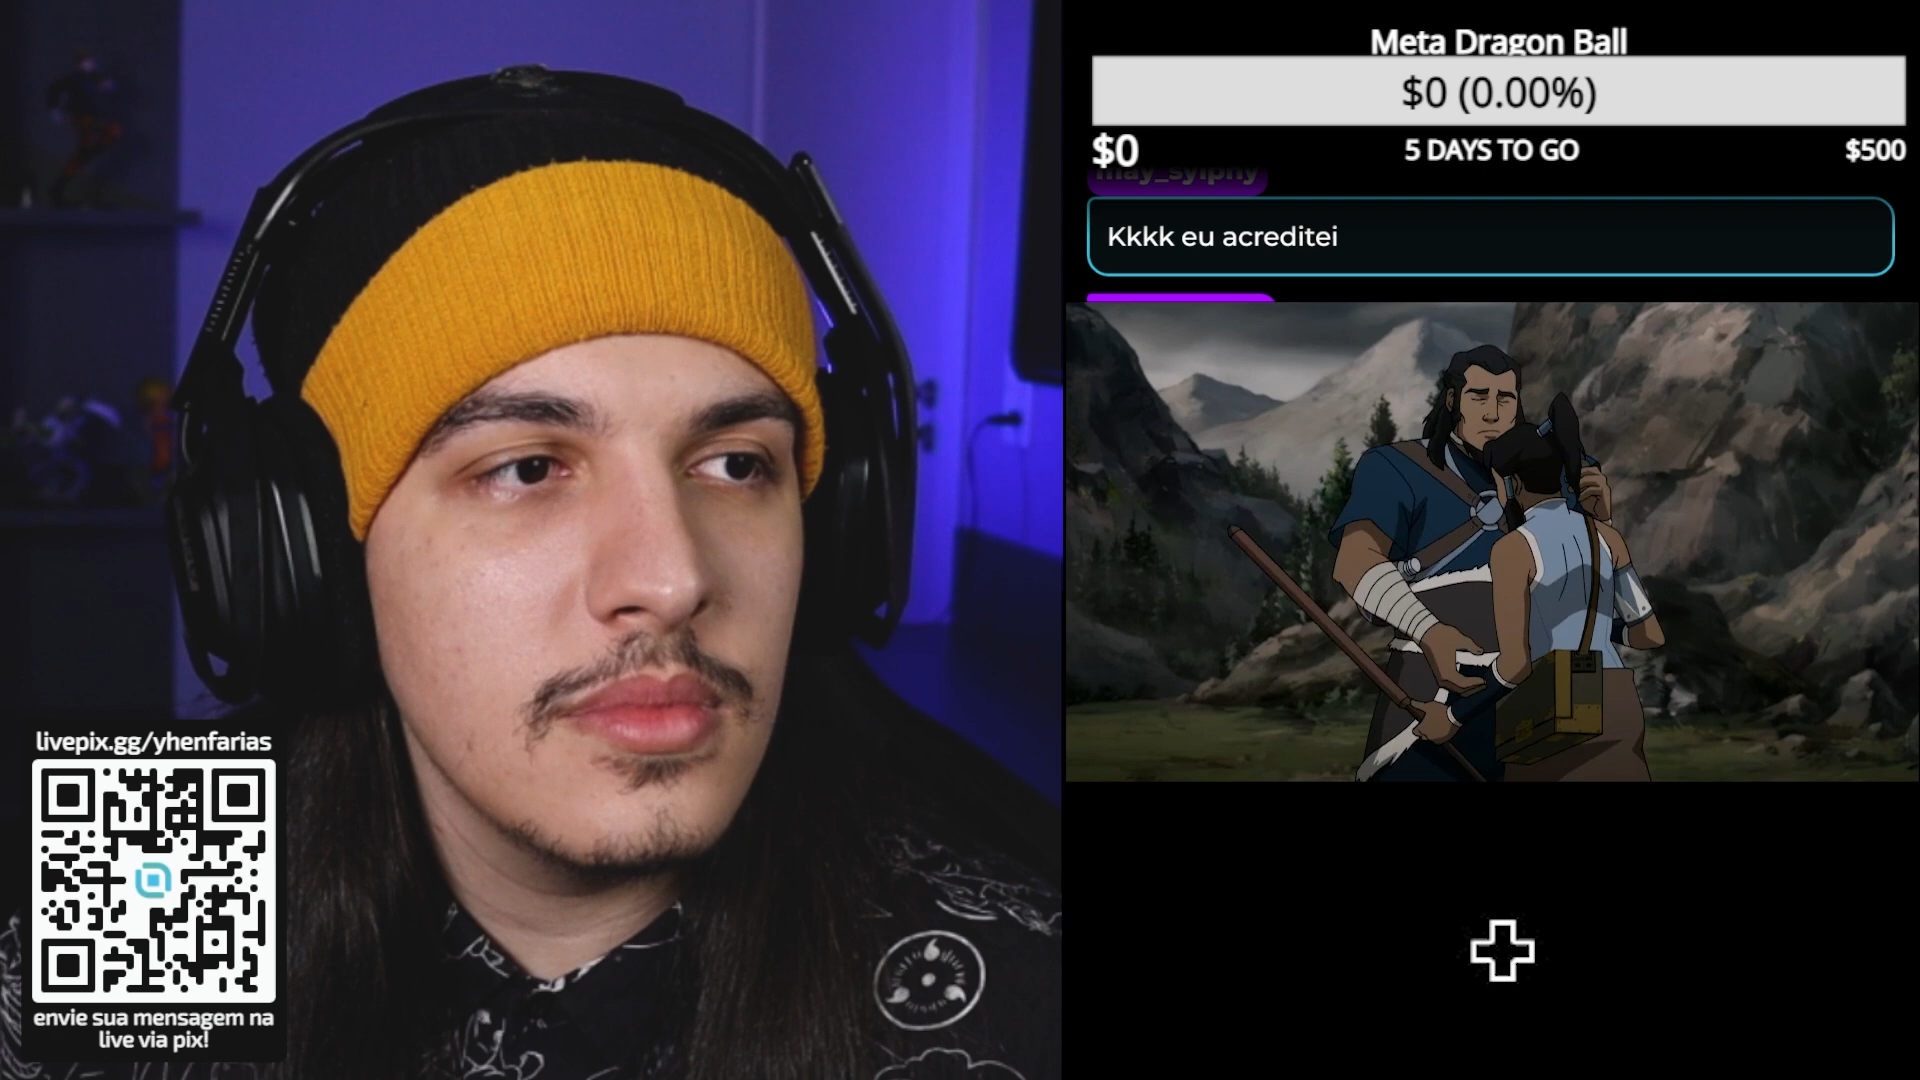 Meta Dragon Ball
$0 (0.00%)
$0 5 DAYS TO GO $500
may_sylphy
Kkkk eu acreditei
livepix.gg/yhenfarias
envie sua mensagem na
live via pix!